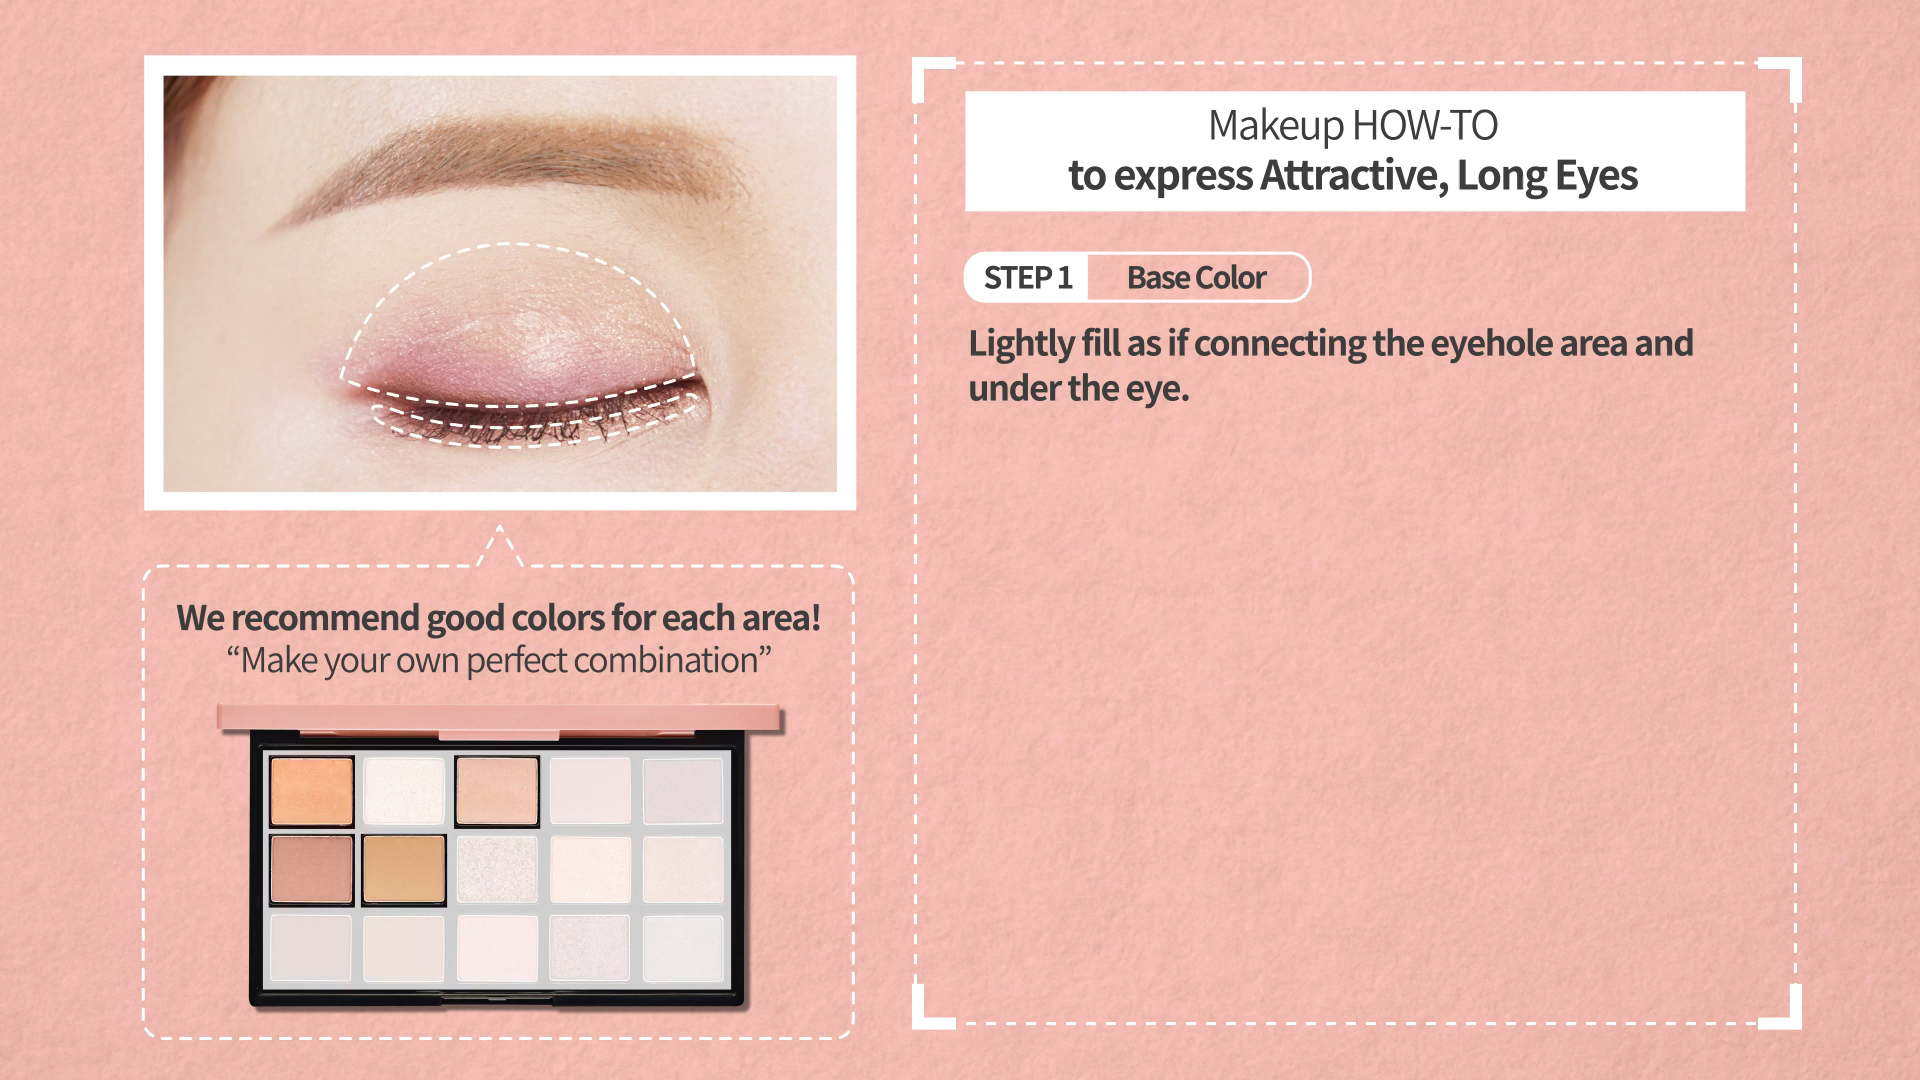 Makeup HOW-TO
to express Attractive, Long Eyes
STEP 1 Base Color
Lightly fill as if connecting the eyehole area and
under the eye.
We recommend good colors for each area!
“Make your own perfect combination”